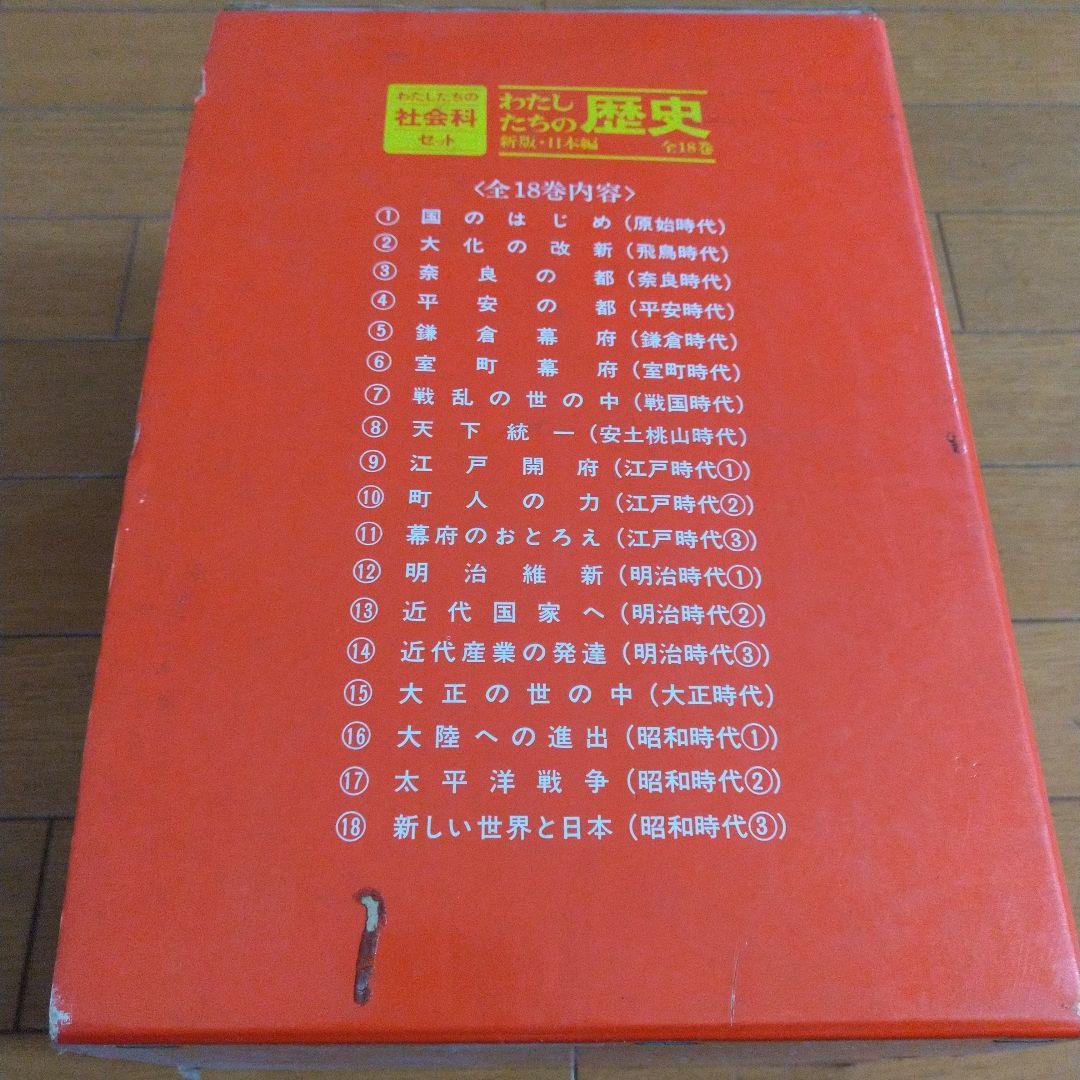 わたしたちの
社会科
セット
わたし
たちの
歴史
新版・日本編
全18巻
〈全18巻内容〉
① 国のはじめ(原始時代)
② 大化の改新(飛鳥時代)
③ 奈良の都(奈良時代)
④ 平安の都(平安時代)
⑤ 鎌倉幕府(鎌倉時代)
⑥ 室町幕府(室町時代)
⑦ 戦乱の世の中(戦国時代)
⑧ 天下統一(安土桃山時代)
⑨ 江戸開府(江戸時代①)
⑩ 町人の力(江戸時代②)
⑪ 幕府のおとろえ(江戸時代③)
⑫ 明治維新(明治時代①)
⑬ 近代国家へ(明治時代②)
⑭ 近代産業の発達(明治時代③)
⑮ 大正の世の中(大正時代)
⑯ 大陸への進出(昭和時代①)
⑰ 太平洋戦争(昭和時代②)
⑱ 新しい世界と日本(昭和時代③)